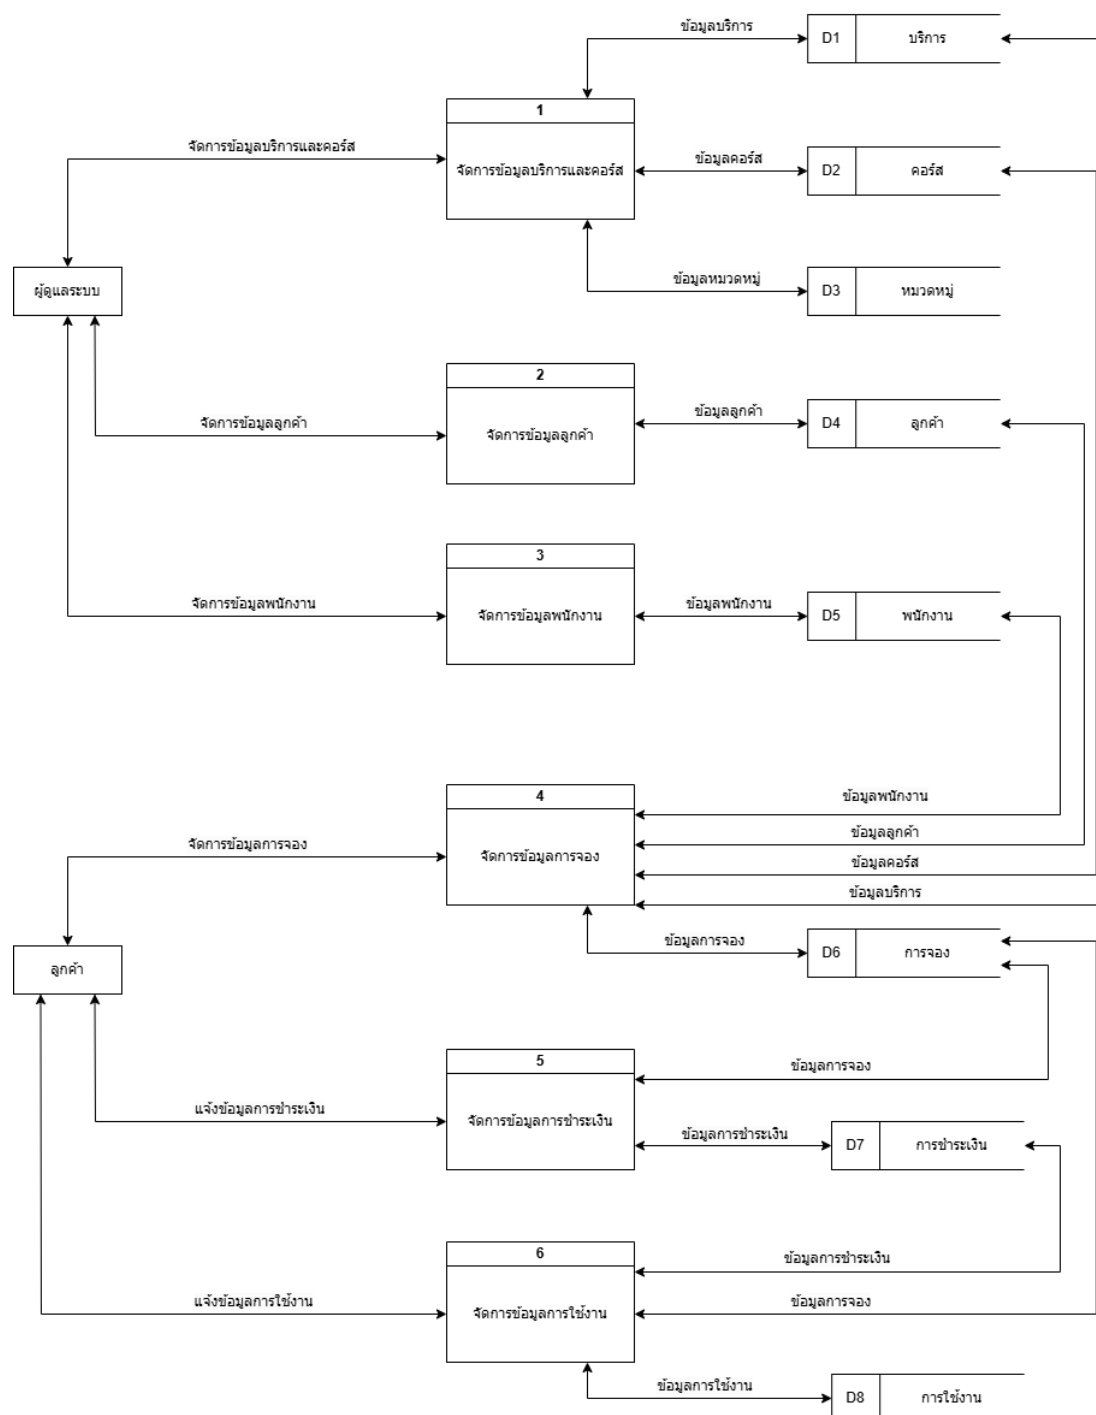 ข้อมูลบริการ
D1 บริการ
1
จัดการข้อมูลบริการและคอร์ส
จัดการข้อมูลบริการและคอร์ส
ข้อมูลคอร์ส
D2 คอร์ส
ข้อมูลหมวดหมู่
D3 หมวดหมู่
ผู้ดูแลระบบ
2
จัดการข้อมูลลูกค้า
จัดการข้อมูลลูกค้า
ข้อมูลลูกค้า
D4 ลูกค้า
3
จัดการข้อมูลพนักงาน
จัดการข้อมูลพนักงาน
ข้อมูลพนักงาน
D5 พนักงาน
4
ข้อมูลพนักงาน
ข้อมูลลูกค้า
จัดการข้อมูลการจอง
จัดการข้อมูลการจอง
ข้อมูลคอร์ส
ข้อมูลบริการ
ข้อมูลการจอง
D6 การจอง
ลูกค้า
5
ข้อมูลการจอง
แจ้งข้อมูลการชำระเงิน
จัดการข้อมูลการชำระเงิน
ข้อมูลการชำระเงิน
D7 การชำระเงิน
6
ข้อมูลการชำระเงิน
แจ้งข้อมูลการใช้งาน
จัดการข้อมูลการใช้งาน
ข้อมูลการจอง
ข้อมูลการใช้งาน
D8 การใช้งาน